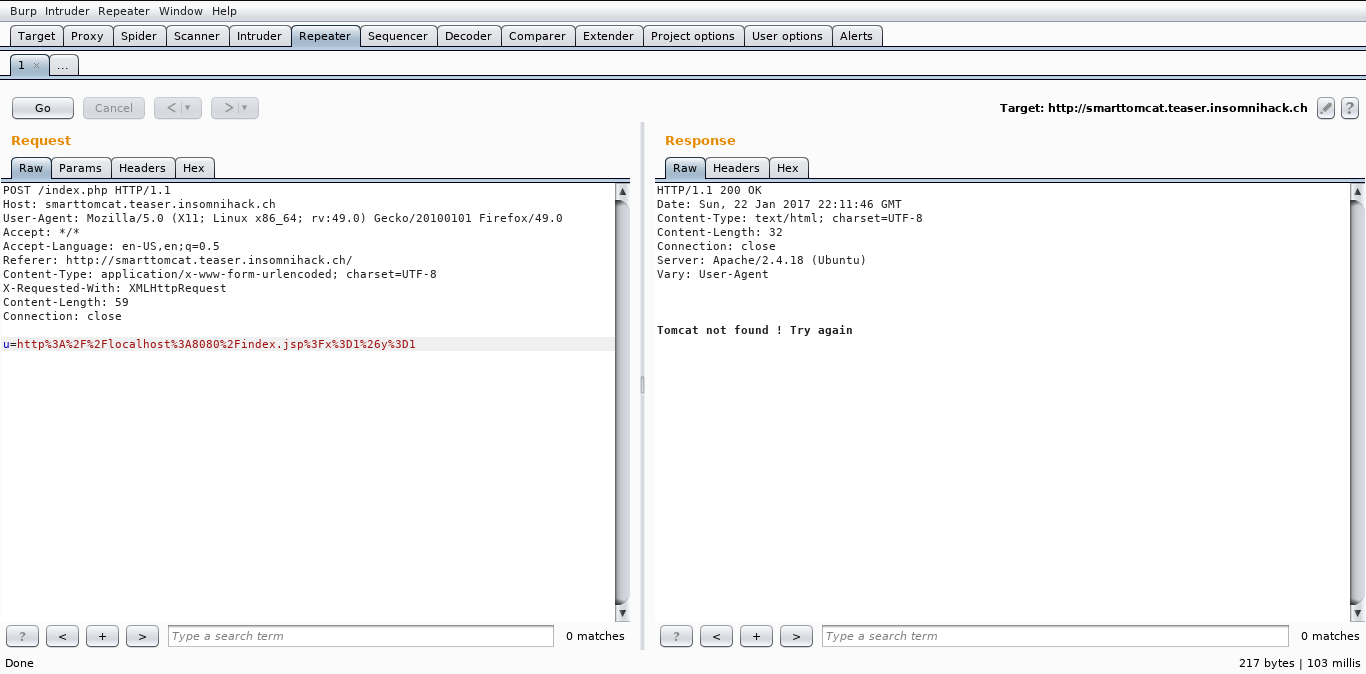 Burp Intruder Repeater Window Help
Target Proxy Spider Scanner Intruder Repeater Sequencer Decoder Comparer Extender Project options User options Alerts
1 × ...
Go Cancel < ▼ > ▼ Target: http://smarttomcat.teaser.insomnihack.ch ?
Request
Raw Params Headers Hex
POST /index.php HTTP/1.1
Host: smarttomcat.teaser.insomnihack.ch
User-Agent: Mozilla/5.0 (X11; Linux x86_64; rv:49.0) Gecko/20100101 Firefox/49.0
Accept: */*
Accept-Language: en-US,en;q=0.5
Referer: http://smarttomcat.teaser.insomnihack.ch/
Content-Type: application/x-www-form-urlencoded; charset=UTF-8
X-Requested-With: XMLHttpRequest
Content-Length: 59
Connection: close
u=http%3A%2F%2Flocalhost%3A8080%2Findex.jsp%3Fx%3D1%26y%3D1
? < + > Type a search term 0 matches
Response
Raw Headers Hex
HTTP/1.1 200 OK
Date: Sun, 22 Jan 2017 22:11:46 GMT
Content-Type: text/html; charset=UTF-8
Content-Length: 32
Connection: close
Server: Apache/2.4.18 (Ubuntu)
Vary: User-Agent
Tomcat not found ! Try again
? < + > Type a search term 0 matches
Done 217 bytes | 103 millis